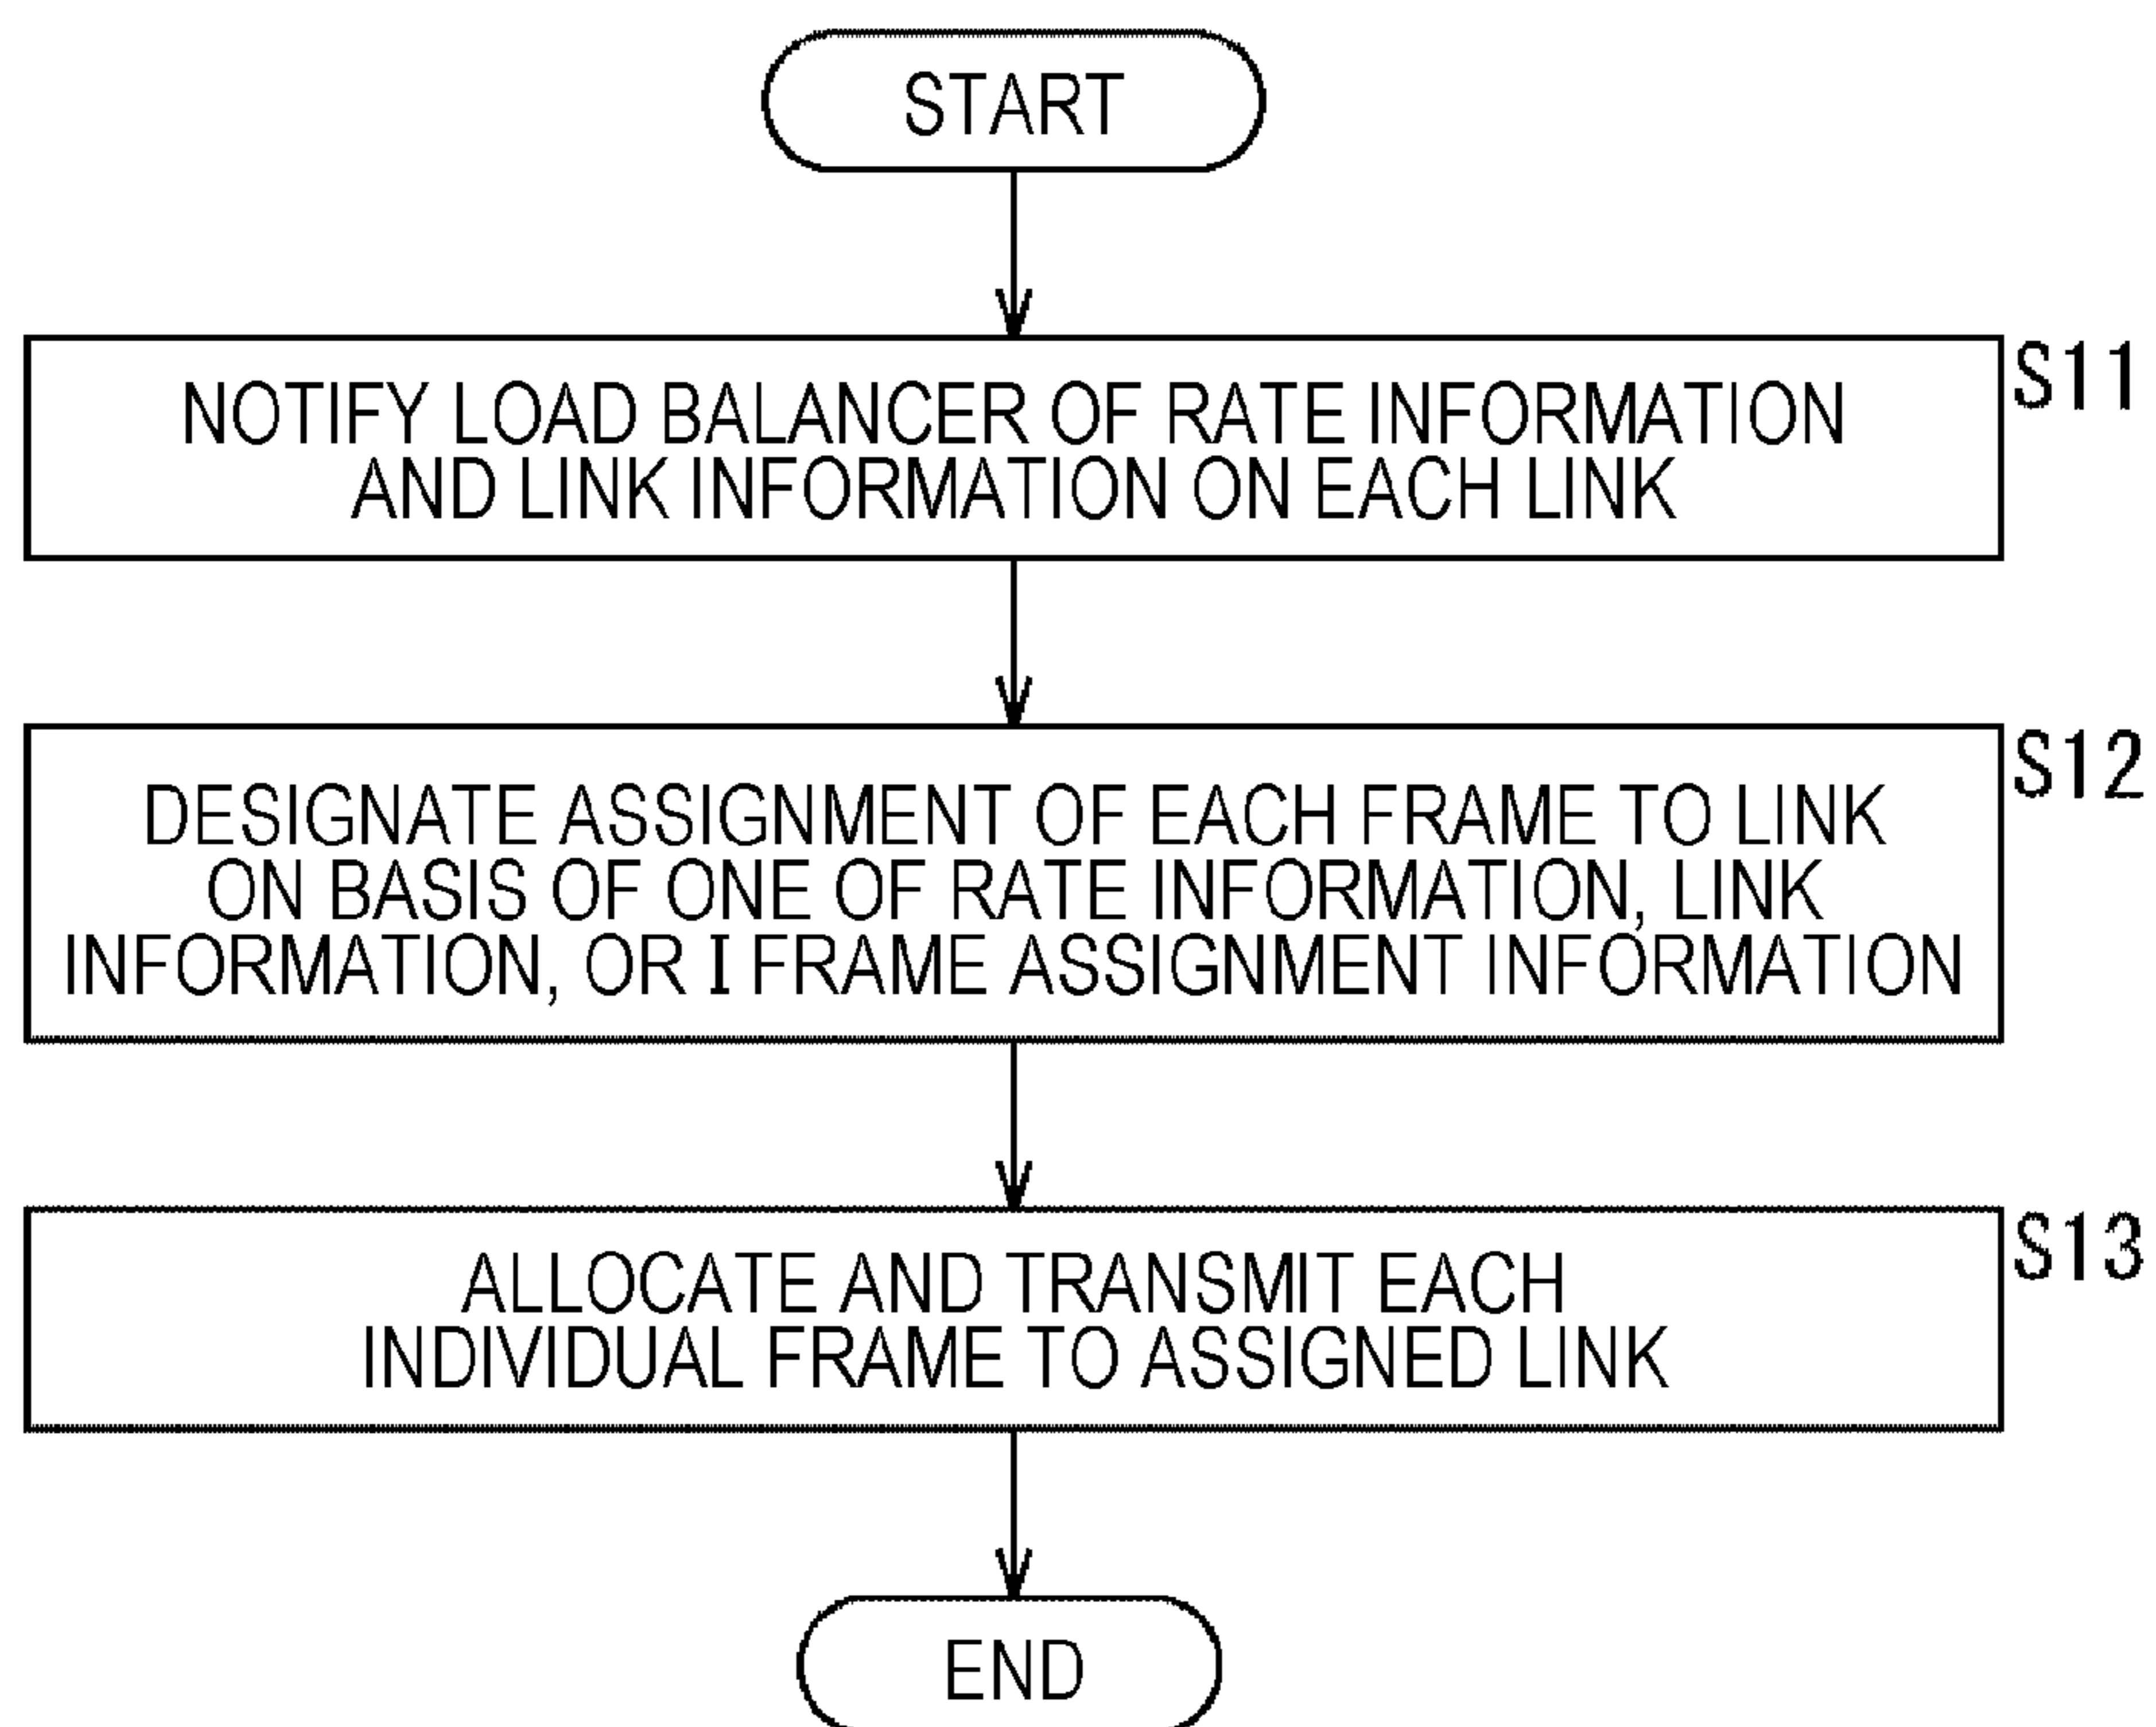 START
NOTIFY LOAD BALANCER OF RATE INFORMATION
AND LINK INFORMATION ON EACH LINK
S11
DESIGNATE ASSIGNMENT OF EACH FRAME TO LINK
ON BASIS OF ONE OF RATE INFORMATION, LINK
INFORMATION, OR I FRAME ASSIGNMENT INFORMATION
S12
ALLOCATE AND TRANSMIT EACH
INDIVIDUAL FRAME TO ASSIGNED LINK
S13
END